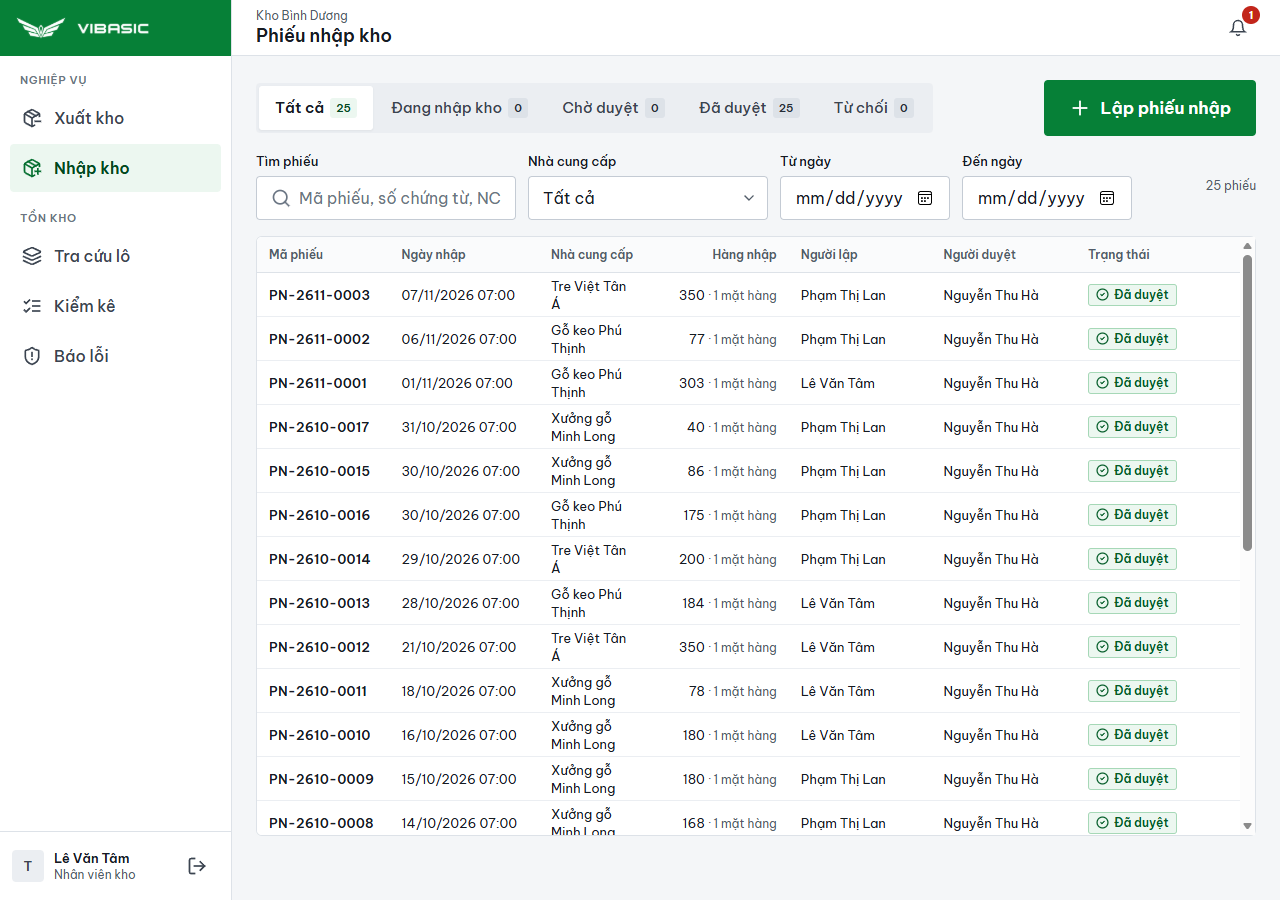 VIBASIC
Kho Bình Dương
Phiếu nhập kho
1
NGHIỆP VỤ
Xuất kho
Nhập kho
TỒN KHO
Tra cứu lô
Kiểm kê
Báo lỗi
T
Lê Văn Tâm
Nhân viên kho
Tất cả 25
Đang nhập kho 0
Chờ duyệt 0
Đã duyệt 25
Từ chối 0
Lập phiếu nhập
Tìm phiếu
Mã phiếu, số chứng từ, NC
Nhà cung cấp
Tất cả
Từ ngày
mm/dd/yyyy
Đến ngày
mm/dd/yyyy
25 phiếu
Mã phiếu Ngày nhập Nhà cung cấp Hàng nhập Người lập Người duyệt Trạng thái
PN-2611-0003 07/11/2026 07:00 Tre Việt Tân Á 350 · 1 mặt hàng Phạm Thị Lan Nguyễn Thu Hà Đã duyệt
PN-2611-0002 06/11/2026 07:00 Gỗ keo Phú Thịnh 77 · 1 mặt hàng Phạm Thị Lan Nguyễn Thu Hà Đã duyệt
PN-2611-0001 01/11/2026 07:00 Gỗ keo Phú Thịnh 303 · 1 mặt hàng Lê Văn Tâm Nguyễn Thu Hà Đã duyệt
PN-2610-0017 31/10/2026 07:00 Xưởng gỗ Minh Long 40 · 1 mặt hàng Phạm Thị Lan Nguyễn Thu Hà Đã duyệt
PN-2610-0015 30/10/2026 07:00 Xưởng gỗ Minh Long 86 · 1 mặt hàng Phạm Thị Lan Nguyễn Thu Hà Đã duyệt
PN-2610-0016 30/10/2026 07:00 Gỗ keo Phú Thịnh 175 · 1 mặt hàng Phạm Thị Lan Nguyễn Thu Hà Đã duyệt
PN-2610-0014 29/10/2026 07:00 Tre Việt Tân Á 200 · 1 mặt hàng Phạm Thị Lan Nguyễn Thu Hà Đã duyệt
PN-2610-0013 28/10/2026 07:00 Gỗ keo Phú Thịnh 184 · 1 mặt hàng Lê Văn Tâm Nguyễn Thu Hà Đã duyệt
PN-2610-0012 21/10/2026 07:00 Tre Việt Tân Á 350 · 1 mặt hàng Lê Văn Tâm Nguyễn Thu Hà Đã duyệt
PN-2610-0011 18/10/2026 07:00 Xưởng gỗ Minh Long 78 · 1 mặt hàng Lê Văn Tâm Nguyễn Thu Hà Đã duyệt
PN-2610-0010 16/10/2026 07:00 Xưởng gỗ Minh Long 180 · 1 mặt hàng Lê Văn Tâm Nguyễn Thu Hà Đã duyệt
PN-2610-0009 15/10/2026 07:00 Xưởng gỗ Minh Long 180 · 1 mặt hàng Phạm Thị Lan Nguyễn Thu Hà Đã duyệt
PN-2610-0008 14/10/2026 07:00 Xưởng gỗ Minh Long 168 · 1 mặt hàng Phạm Thị Lan Nguyễn Thu Hà Đã duyệt